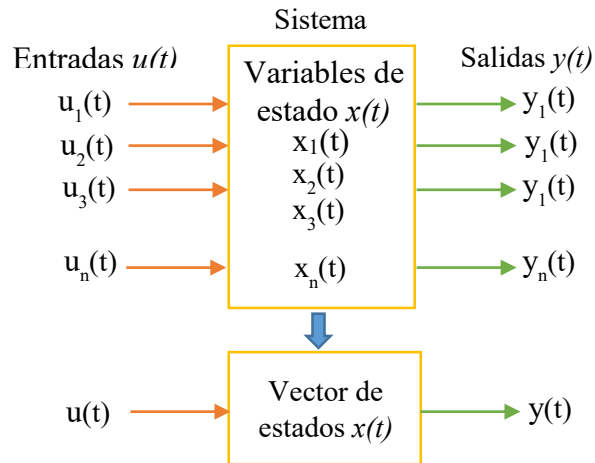 Sistema
Entradas u(t)
Variables de
estado x(t)
Salidas y(t)
u₁(t)
u₂(t)
u₃(t)
uₙ(t)
x₁(t)
x₂(t)
x₃(t)
xₙ(t)
y₁(t)
y₁(t)
y₁(t)
yₙ(t)
u(t)
Vector de
estados x(t)
y(t)